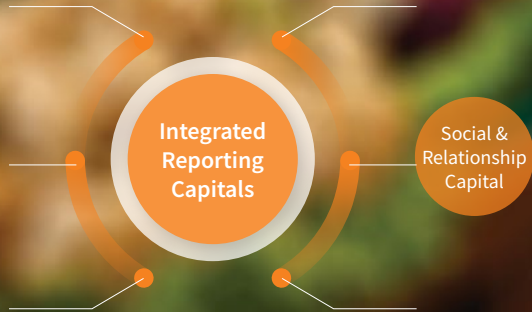 Integrated
Reporting
Capitals
Social &
Relationship
Capital